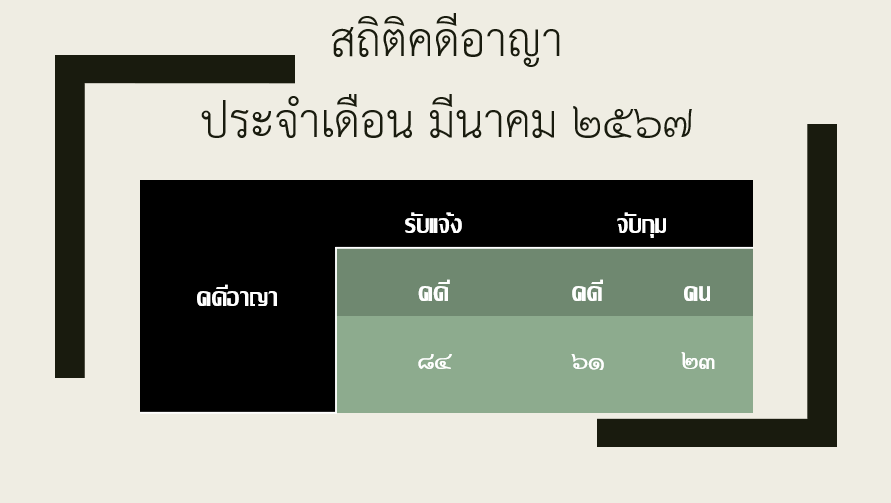 สถิติคดีอาญา
ประจำเดือน มีนาคม ๒๕๖๗
รับแจ้ง จับกุม
คดีอาญา
คดี คดี คน
๘๔ ๖๑ ๒๓